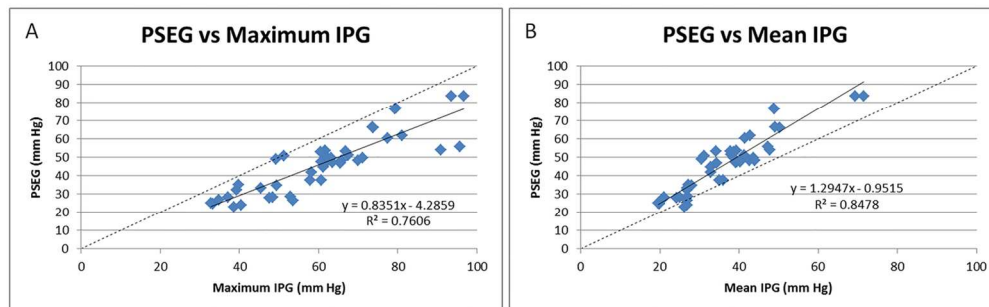 A
PSEG vs Maximum IPG
100
90
80
70
60
50
40
30
20
10
0
PSEG (mm Hg)
y = 0.8351x - 4.2859
R² = 0.7606
0 20 40 60 80 100
Maximum IPG (mm Hg)
B
PSEG vs Mean IPG
100
90
80
70
60
50
40
30
20
10
0
PSEG (mm Hg)
y = 1.2947x - 0.9515
R² = 0.8478
0 20 40 60 80 100
Mean IPG (mm Hg)